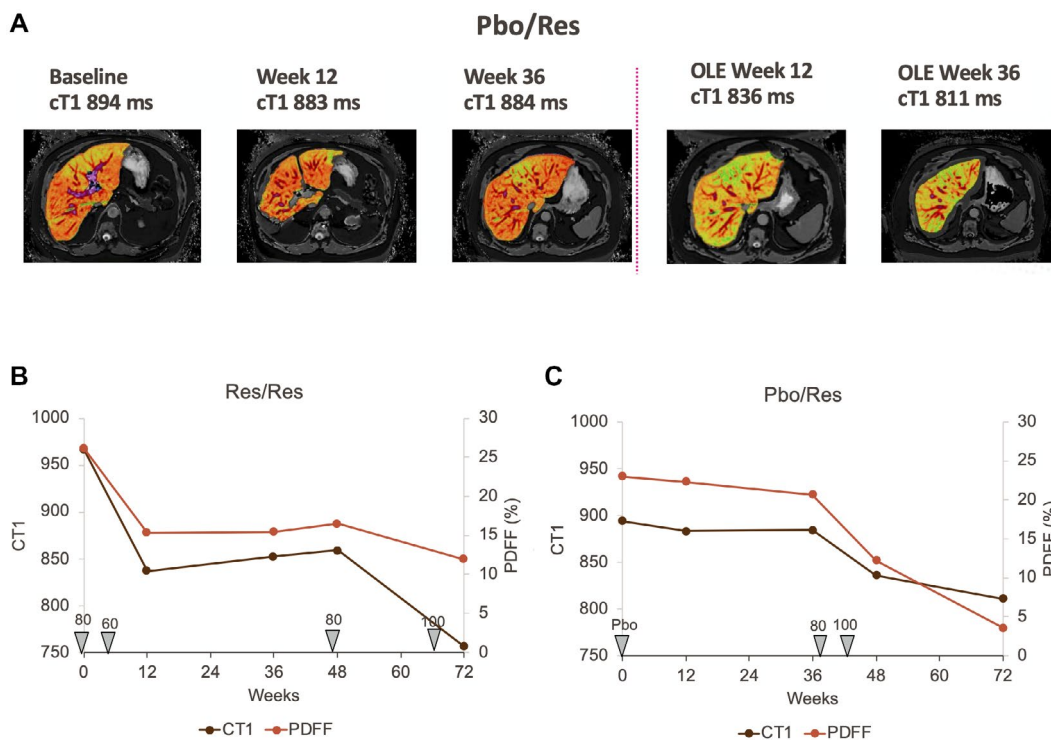 A
Pbo/Res
Baseline
cT1 894 ms
Week 12
cT1 883 ms
Week 36
cT1 884 ms
OLE Week 12
cT1 836 ms
OLE Week 36
cT1 811 ms
B
Res/Res
1000
950
900
850
800
750
CT1
30
25
20
15
10
5
0
PDFF (%)
80
60
80
100
0 12 24 36 48 60 72
Weeks
CT1 PDFF
C
Pbo/Res
1000
950
900
850
800
750
CT1
30
25
20
15
10
5
0
PDFF (%)
Pbo
80
100
0 12 24 36 48 60 72
Weeks
CT1 PDFF